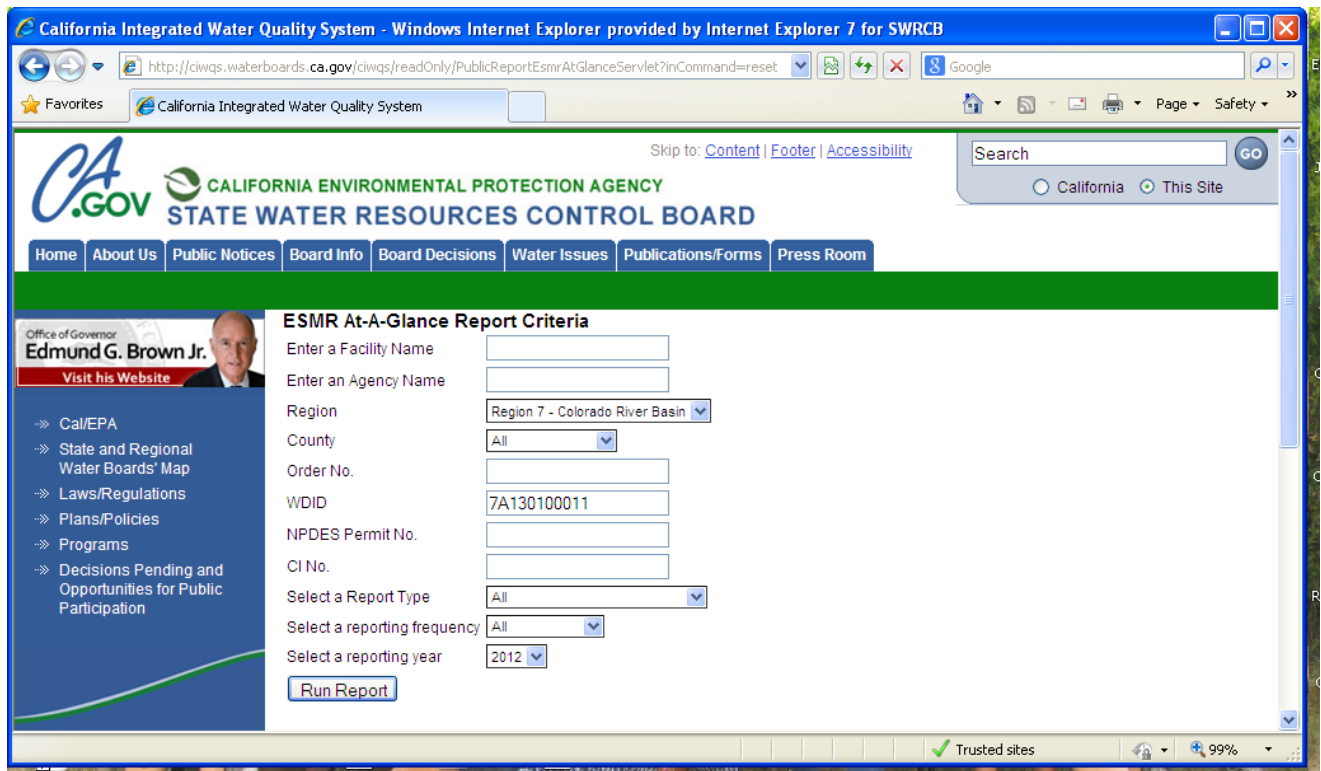 California Integrated Water Quality System - Windows Internet Explorer provided by Internet Explorer 7 for SWRCB
http://ciwqs.waterboards.ca.gov/ciwqs/readOnly/PublicReportEsmrAtGlanceServlet?inCommand=reset
Google
Favorites
California Integrated Water Quality System
Page
Safety
»
Skip to: Content | Footer | Accessibility
Search
GO
California
This Site
CA.GOV
CALIFORNIA ENVIRONMENTAL PROTECTION AGENCY
STATE WATER RESOURCES CONTROL BOARD
Home
About Us
Public Notices
Board Info
Board Decisions
Water Issues
Publications/Forms
Press Room
Office of Governor
Edmund G. Brown Jr.
Visit his Website
Cal/EPA
State and Regional
Water Boards' Map
Laws/Regulations
Plans/Policies
Programs
Decisions Pending and
Opportunities for Public
Participation
ESMR At-A-Glance Report Criteria
Enter a Facility Name
Enter an Agency Name
Region Region 7 - Colorado River Basin
County All
Order No.
WDID 7A130100011
NPDES Permit No.
CI No.
Select a Report Type All
Select a reporting frequency All
Select a reporting year 2012
Run Report
Trusted sites
99%